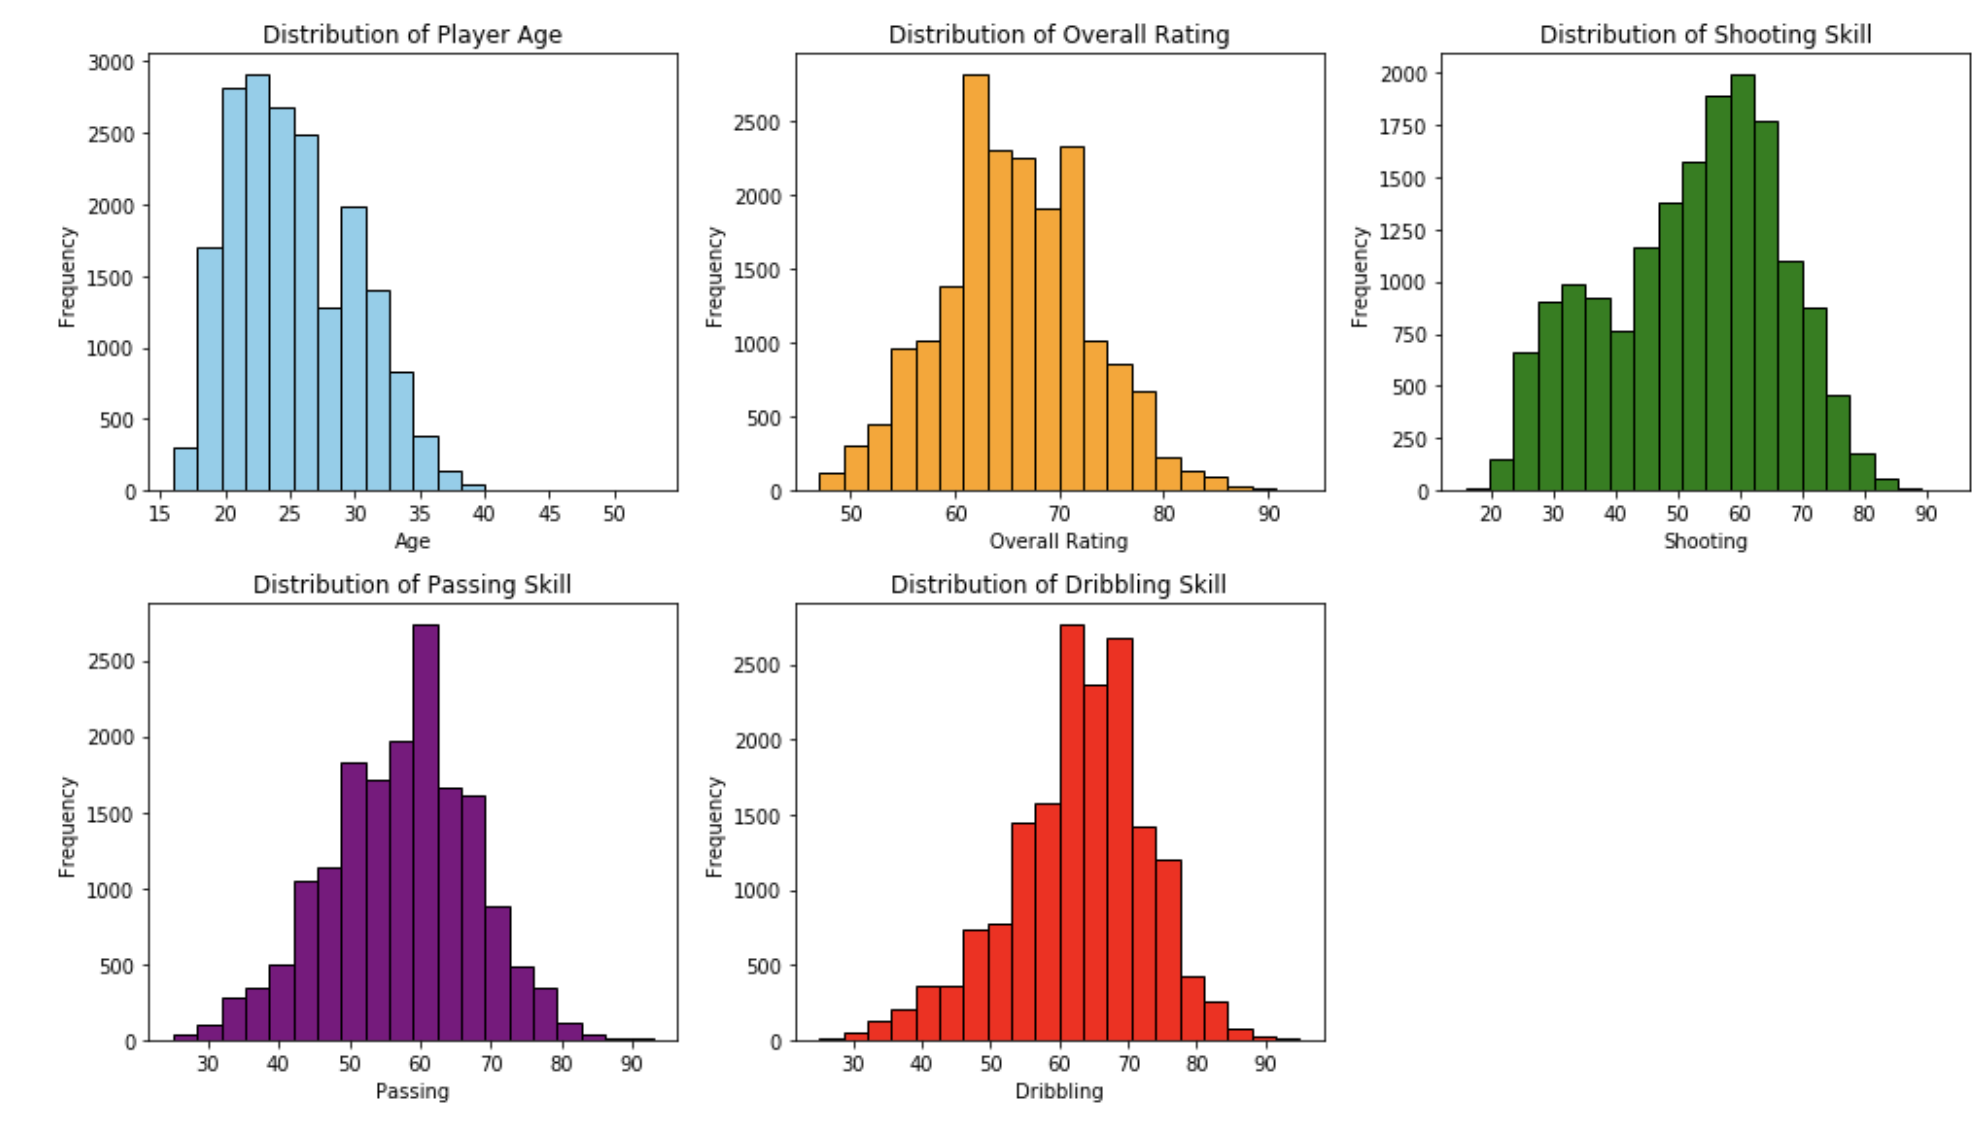 Distribution of Player Age
3000
2500
2000
1500
1000
500
0
Frequency
15 20 25 30 35 40 45 50
Age
Distribution of Overall Rating
2500
2000
1500
1000
500
0
Frequency
50 60 70 80 90
Overall Rating
Distribution of Shooting Skill
2000
1750
1500
1250
1000
750
500
250
0
Frequency
20 30 40 50 60 70 80 90
Shooting
Distribution of Passing Skill
2500
2000
1500
1000
500
0
Frequency
30 40 50 60 70 80 90
Passing
Distribution of Dribbling Skill
2500
2000
1500
1000
500
0
Frequency
30 40 50 60 70 80 90
Dribbling